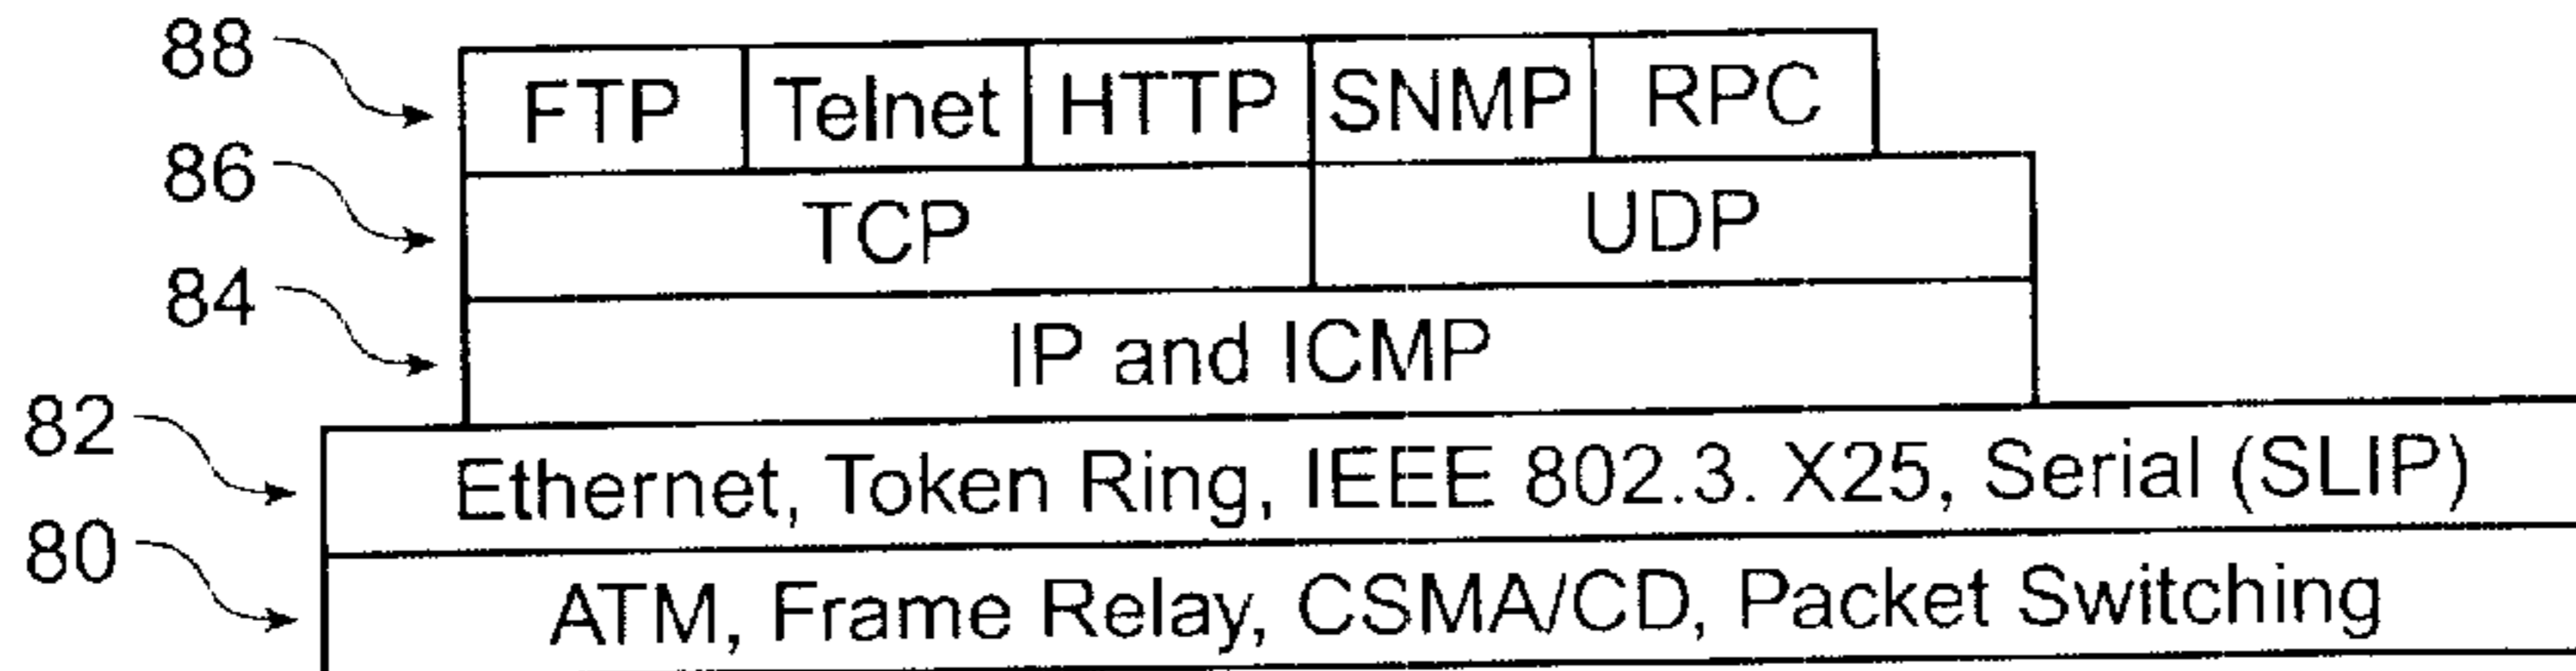 88 FTP Telnet HTTP SNMP RPC
86 TCP UDP
84 IP and ICMP
82 Ethernet, Token Ring, IEEE 802.3. X25, Serial (SLIP)
80 ATM, Frame Relay, CSMA/CD, Packet Switching